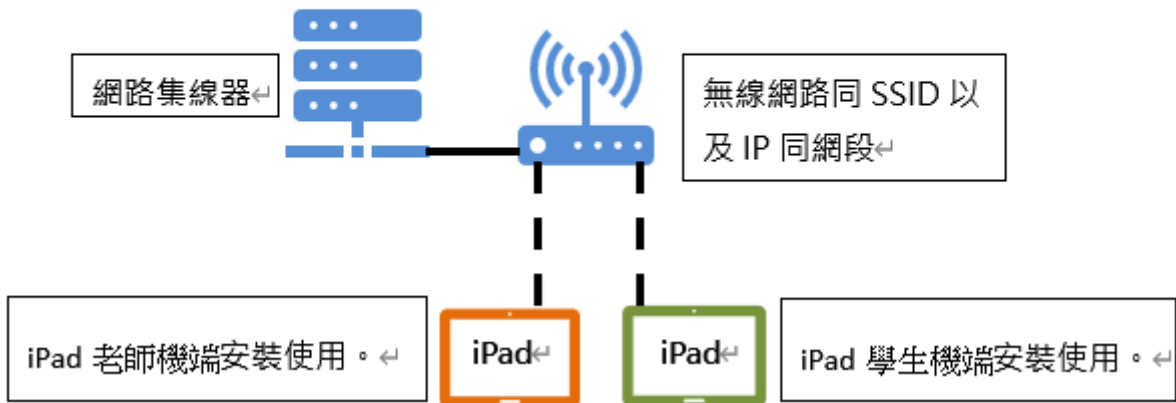 網路集線器
無線網路同 SSID 以
及 IP 同網段
iPad 老師機端安裝使用。
iPad
iPad
iPad 學生機端安裝使用。